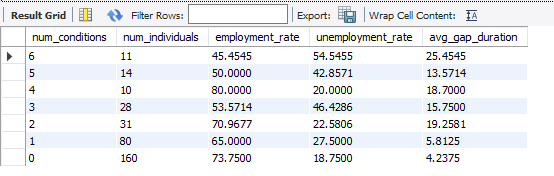 Result Grid Filter Rows: Export: Wrap Cell Content:
num_conditions num_individuals employment_rate unemployment_rate avg_gap_duration
6 11 45.4545 54.5455 25.4545
5 14 50.0000 42.8571 13.5714
4 10 80.0000 20.0000 18.7000
3 28 53.5714 46.4286 15.7500
2 31 70.9677 22.5806 19.2581
1 80 65.0000 27.5000 5.8125
0 160 73.7500 18.7500 4.2375